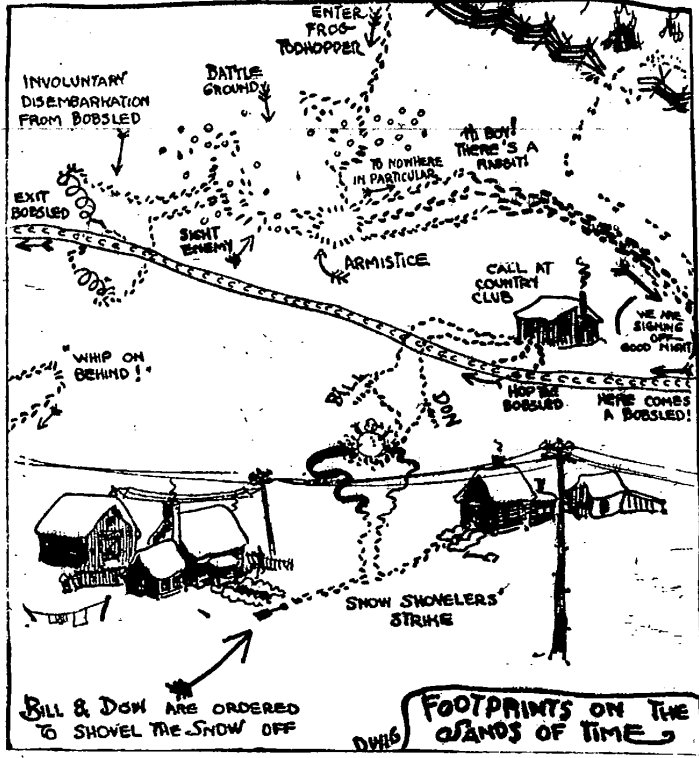 ENTER
FROG
TODHOPPER
BATTLE
GROUND
INVOLUNTARY
DISEMBARKATION
FROM BOBSLED
HI BOY!
THERE'S A
RABBIT!
TO NOWHERE
IN PARTICULAR
EXIT
BOBSLED
SIGHT
ENEMY
ARMISTICE
CALL AT
COUNTRY
CLUB
WE ARE
SIGNING
OFF
GOOD NIGHT
"WHIP ON
BEHIND!"
BILL
DON
HOP THE
BOBSLED
HERE COMES
A BOBSLED!
SNOW SHOVELERS'
STRIKE
BILL & DON ARE ORDERED
TO SHOVEL THE SNOW OFF
DWIG
FOOTPRINTS ON THE
SANDS OF TIME